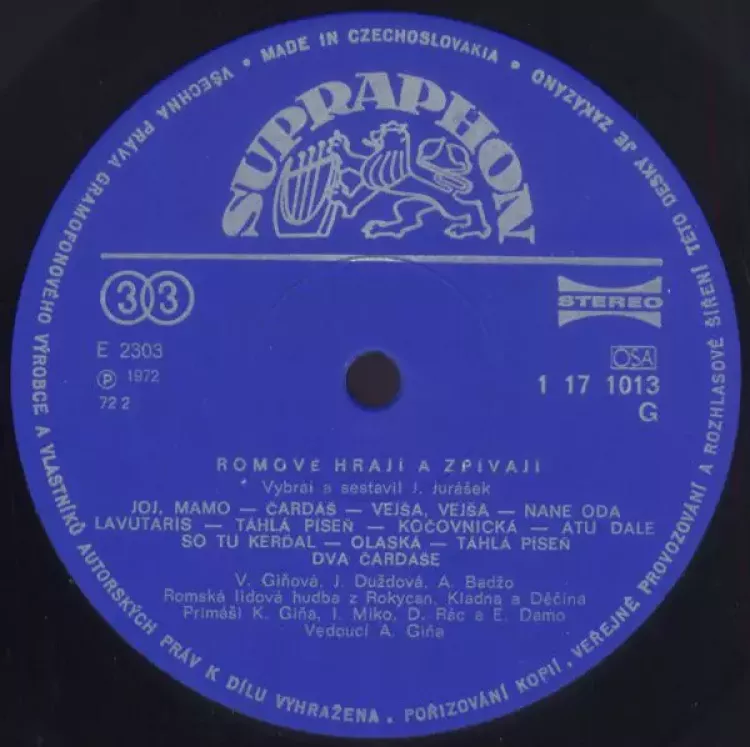 VŠECHNA PRÁVA GRAMOFONOVÉHO VÝROBCE A VLASTNÍKŮ AUTORSKÝCH PRÁV K DÍLU VYHRAŽENA. POŘIZOVÁNÍ KOPIÍ, VEŘEJNÉ PROVOZOVÁNÍ A ROZHLASOVÉ ŠÍŘENÍ TÉTO DESKY JE ZAKÁZÁNO • MADE IN CZECHOSLOVAKIA •
SUPRAPHON
33
STEREO
E 2303
Ⓟ 1972
72 2
OSA
1 17 1013
G
ROMOVÉ HRAJÍ A ZPÍVAJÍ
Vybral a sestavil J. Jurášek
JOJ, MAMO – ČARDÁŠ – VEJŠA, VEJŠA – NANE ODA
LAVUTARIS – TÁHLÁ PÍSEŇ – KOČOVNICKÁ – ATU DALE
SO TU KERĎAL – OLASKÁ – TÁHLÁ PÍSEŇ
DVA ČARDÁŠE
V. Giňová, J. Duždová, A. Badžo
Romská lidová hudba z Rokycan, Kladna a Děčína
Primáši K. Giňa, I. Miko, D. Rác a E. Damo
Vedoucí A. Giňa